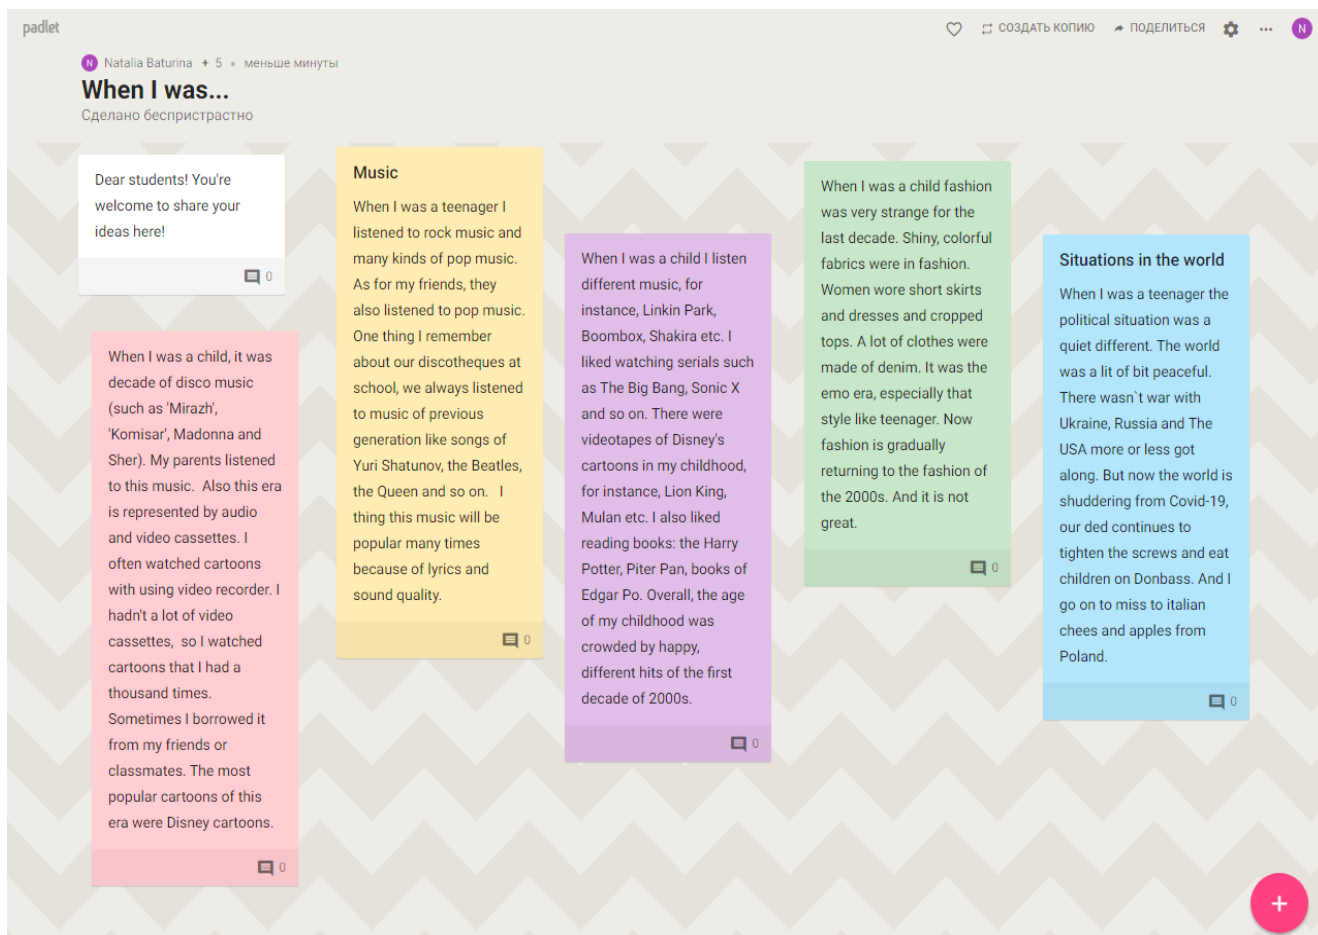 padlet
СОЗДАТЬ КОПИЮ
ПОДЕЛИТЬСЯ
N
N Natalia Baturina + 5 • меньше минуты
When I was...
Сделано беспристрастно
Dear students! You're
welcome to share your
ideas here!
0
When I was a child, it was
decade of disco music
(such as 'Mirazh',
'Komisar', Madonna and
Sher). My parents listened
to this music.  Also this era
is represented by audio
and video cassettes. I
often watched cartoons
with using video recorder. I
hadn't a lot of video
cassettes,  so I watched
cartoons that I had a
thousand times.
Sometimes I borrowed it
from my friends or
classmates. The most
popular cartoons of this
era were Disney cartoons.
0
Music
When I was a teenager I
listened to rock music and
many kinds of pop music.
As for my friends, they
also listened to pop music.
One thing I remember
about our discotheques at
school, we always listened
to music of previous
generation like songs of
Yuri Shatunov, the Beatles,
the Queen and so on.   I
thing this music will be
popular many times
because of lyrics and
sound quality.
0
When I was a child I listen
different music, for
instance, Linkin Park,
Boombox, Shakira etc. I
liked watching serials such
as The Big Bang, Sonic X
and so on. There were
videotapes of Disney's
cartoons in my childhood,
for instance, Lion King,
Mulan etc. I also liked
reading books: the Harry
Potter, Piter Pan, books of
Edgar Po. Overall, the age
of my childhood was
crowded by happy,
different hits of the first
decade of 2000s.
0
When I was a child fashion
was very strange for the
last decade. Shiny, colorful
fabrics were in fashion.
Women wore short skirts
and dresses and cropped
tops. A lot of clothes were
made of denim. It was the
emo era, especially that
style like teenager. Now
fashion is gradually
returning to the fashion of
the 2000s. And it is not
great.
0
Situations in the world
When I was a teenager the
political situation was a
quiet different. The world
was a lit of bit peaceful.
There wasn`t war with
Ukraine, Russia and The
USA more or less got
along. But now the world is
shuddering from Covid-19,
our ded continues to
tighten the screws and eat
children on Donbass. And I
go on to miss to italian
chees and apples from
Poland.
0